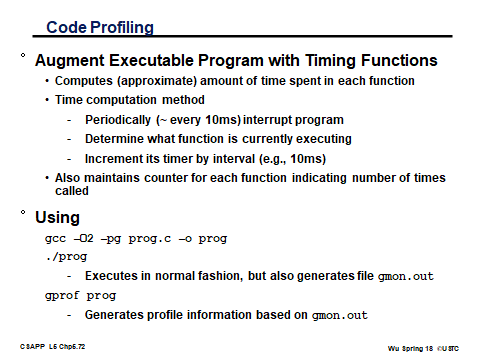 Code Profiling
° Augment Executable Program with Timing Functions
• Computes (approximate) amount of time spent in each function
• Time computation method
- Periodically (~ every 10ms) interrupt program
- Determine what function is currently executing
- Increment its timer by interval (e.g., 10ms)
• Also maintains counter for each function indicating number of times
called
° Using
gcc –O2 –pg prog.c –o prog
./prog
- Executes in normal fashion, but also generates file gmon.out
gprof prog
- Generates profile information based on gmon.out
CSAPP L5 Chp5.72
Wu Spring 18 ©USTC